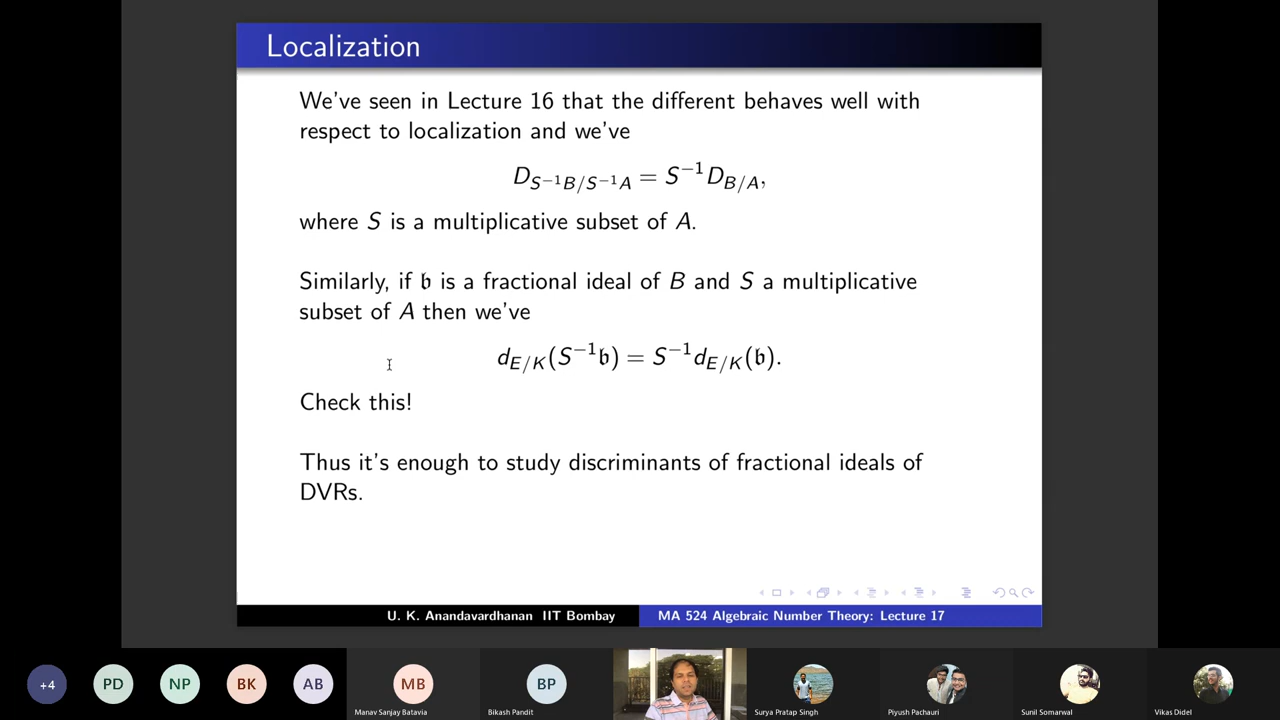 Localization
We've seen in Lecture 16 that the different behaves well with
respect to localization and we've
D_{S^{-1}B/S^{-1}A} = S^{-1}D_{B/A},
where S is a multiplicative subset of A.
Similarly, if 𝔟 is a fractional ideal of B and S a multiplicative
subset of A then we've
d_{E/K}(S^{-1}𝔟) = S^{-1}d_{E/K}(𝔟).
Check this!
Thus it's enough to study discriminants of fractional ideals of
DVRs.
U. K. Anandavardhanan IIT Bombay
MA 524 Algebraic Number Theory: Lecture 17
+4
PD
NP
BK
AB
MB
Manav Sanjay Batavia
BP
Bikash Pandit
Surya Pratap Singh
Piyush Pachauri
Sunil Somarwal
Vikas Didel